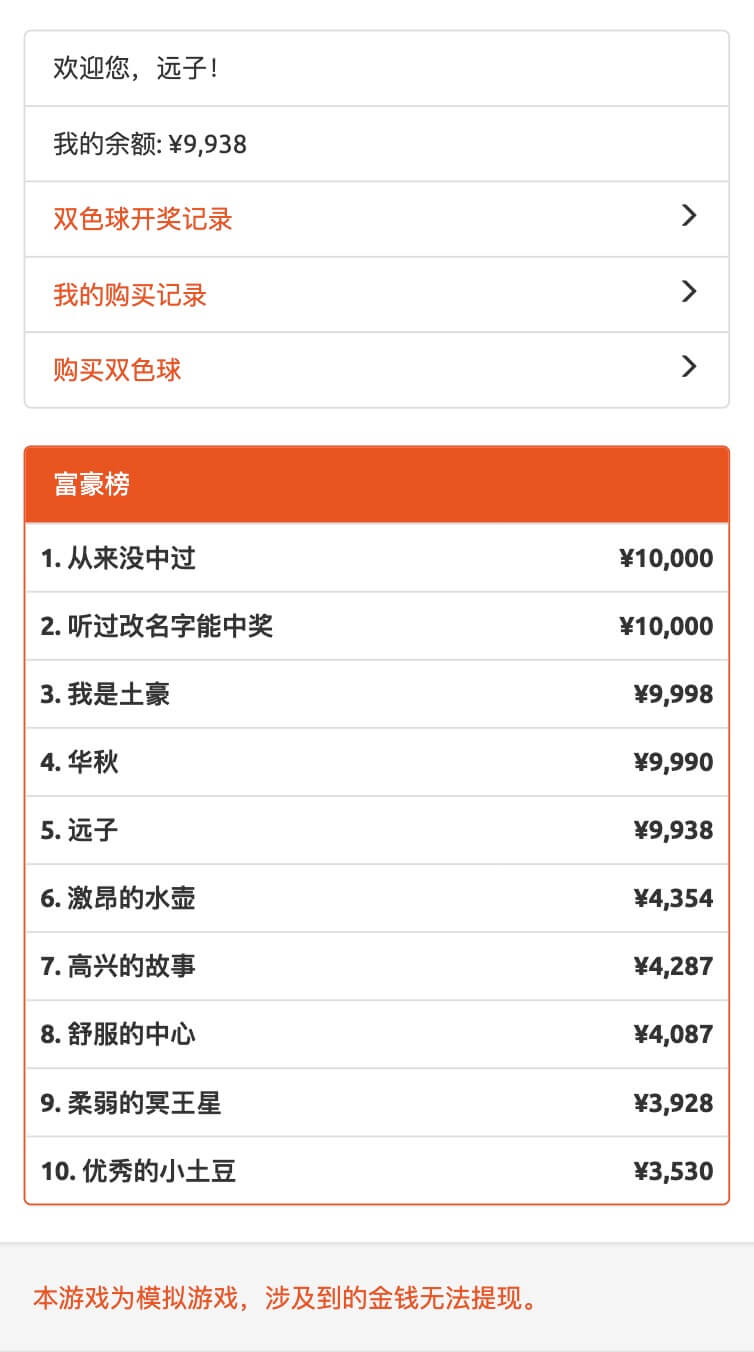 欢迎您，远子！
我的余额: ¥9,938
双色球开奖记录
我的购买记录
购买双色球
富豪榜
1. 从来没中过 ¥10,000
2. 听过改名字能中奖 ¥10,000
3. 我是土豪 ¥9,998
4. 华秋 ¥9,990
5. 远子 ¥9,938
6. 激昂的水壶 ¥4,354
7. 高兴的故事 ¥4,287
8. 舒服的中心 ¥4,087
9. 柔弱的冥王星 ¥3,928
10. 优秀的小土豆 ¥3,530
本游戏为模拟游戏，涉及到的金钱无法提现。